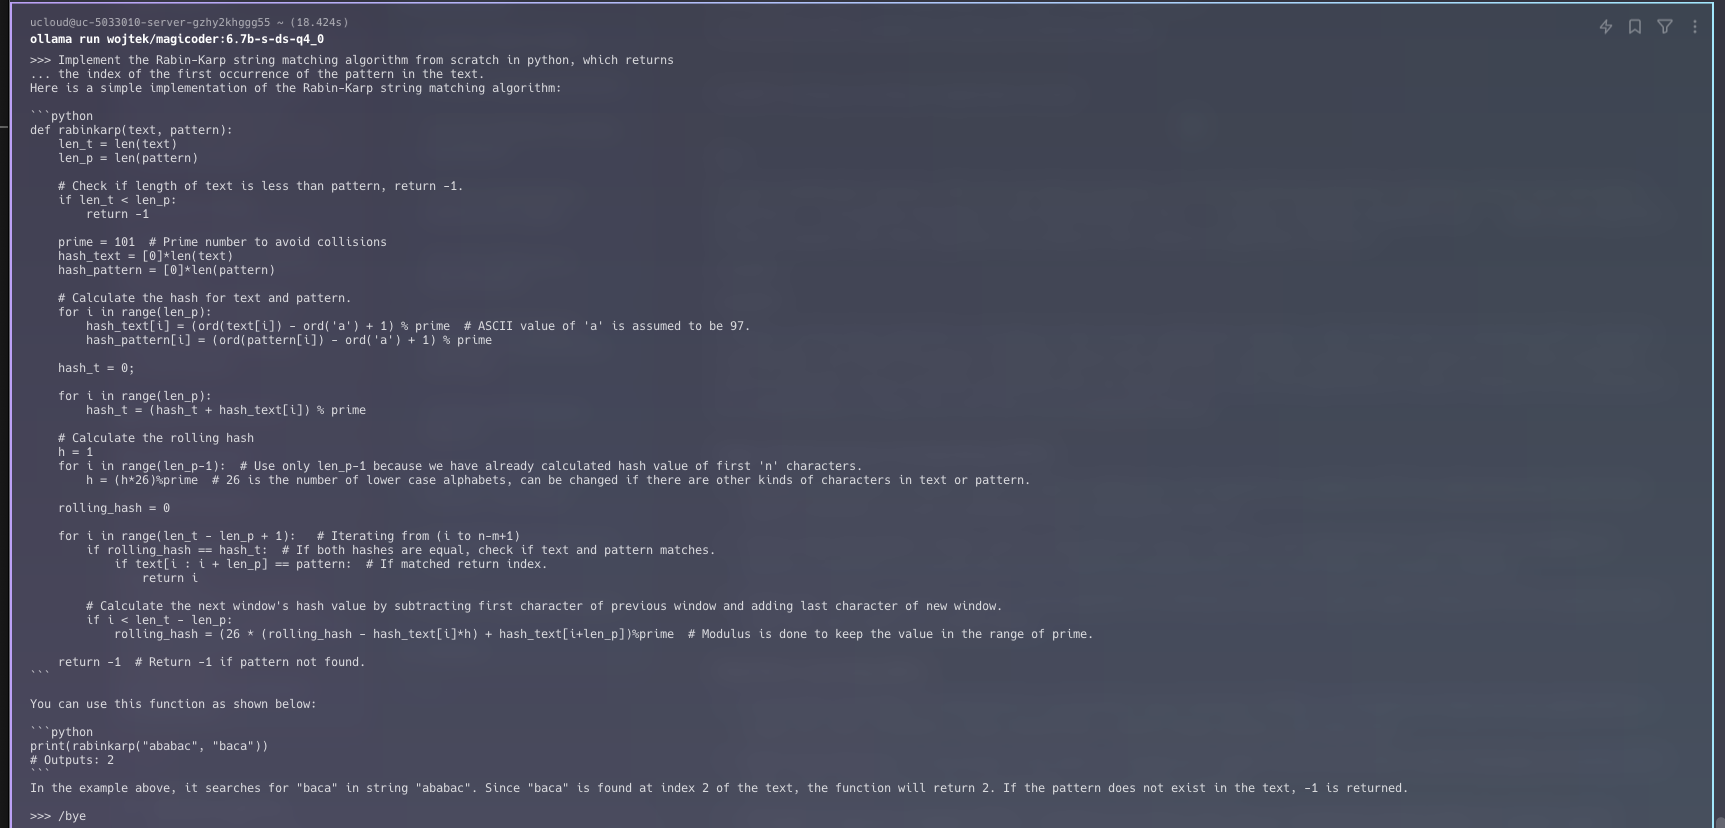 ucloud@uc-5033010-server-gzhy2khggg55 ~ (18.424s)
ollama run wojtek/magicoder:6.7b-s-ds-q4_0
>>> Implement the Rabin-Karp string matching algorithm from scratch in python, which returns
... the index of the first occurrence of the pattern in the text.
Here is a simple implementation of the Rabin-Karp string matching algorithm:

```python
def rabinkarp(text, pattern):
    len_t = len(text)
    len_p = len(pattern)

    # Check if length of text is less than pattern, return -1.
    if len_t < len_p:
        return -1

    prime = 101  # Prime number to avoid collisions
    hash_text = [0]*len(text)
    hash_pattern = [0]*len(pattern)

    # Calculate the hash for text and pattern.
    for i in range(len_p):
        hash_text[i] = (ord(text[i]) - ord('a') + 1) % prime  # ASCII value of 'a' is assumed to be 97.
        hash_pattern[i] = (ord(pattern[i]) - ord('a') + 1) % prime

    hash_t = 0;

    for i in range(len_p):
        hash_t = (hash_t + hash_text[i]) % prime

    # Calculate the rolling hash
    h = 1
    for i in range(len_p-1):  # Use only len_p-1 because we have already calculated hash value of first 'n' characters.
        h = (h*26)%prime  # 26 is the number of lower case alphabets, can be changed if there are other kinds of characters in text or pattern.

    rolling_hash = 0

    for i in range(len_t - len_p + 1):   # Iterating from (i to n-m+1)
        if rolling_hash == hash_t:  # If both hashes are equal, check if text and pattern matches.
            if text[i : i + len_p] == pattern:  # If matched return index.
                return i

        # Calculate the next window's hash value by subtracting first character of previous window and adding last character of new window.
        if i < len_t - len_p:
            rolling_hash = (26 * (rolling_hash - hash_text[i]*h) + hash_text[i+len_p])%prime  # Modulus is done to keep the value in the range of prime.

    return -1  # Return -1 if pattern not found.
```

You can use this function as shown below:

```python
print(rabinkarp("ababac", "baca"))
# Outputs: 2
```
In the example above, it searches for "baca" in string "ababac". Since "baca" is found at index 2 of the text, the function will return 2. If the pattern does not exist in the text, -1 is returned.

>>> /bye